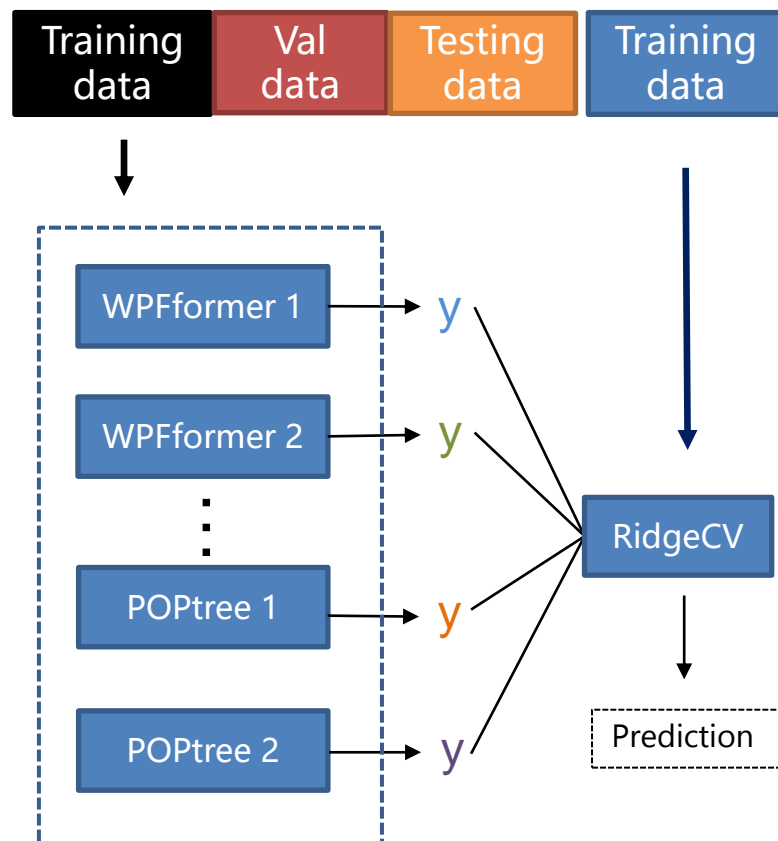 Training
data
Val
data
Testing
data
Training
data
WPFformer 1
y
WPFformer 2
y
RidgeCV
POPtree 1
y
Prediction
POPtree 2
y